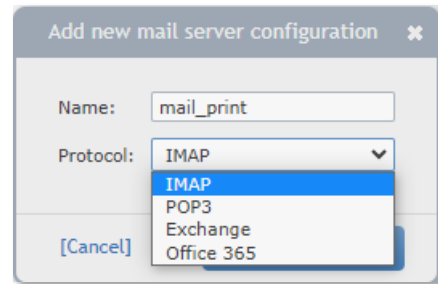 Add new mail server configuration ✖
Name: mail_print
Protocol: IMAP
IMAP
POP3
Exchange
Office 365
[Cancel]